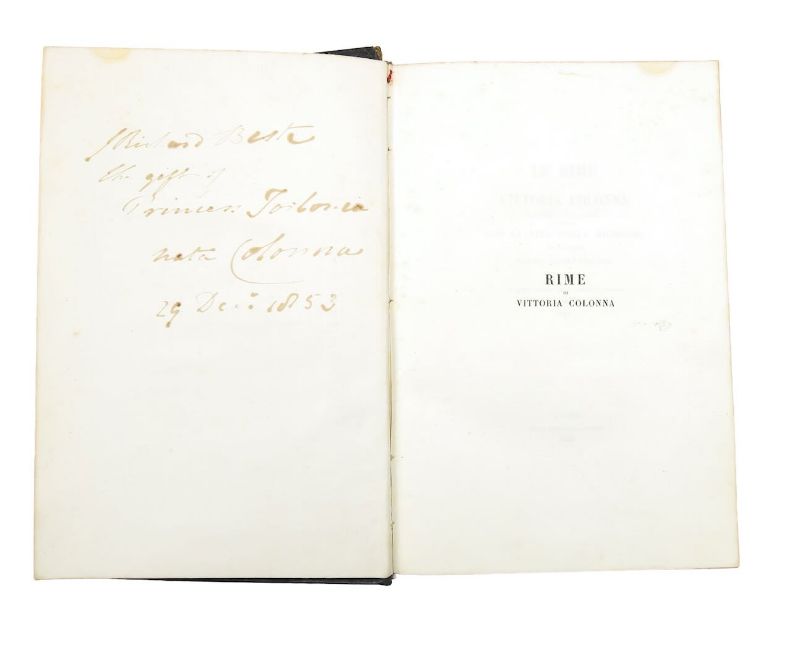 J Richard Beste
the gift of
Princess Torlonia
nata Colonna
29 Dec.: 1853
RIME
DI
VITTORIA COLONNA